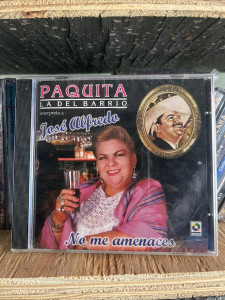 PAQUITA
LA DEL BARRIO
interpreta a
José Alfredo
No me amenaces